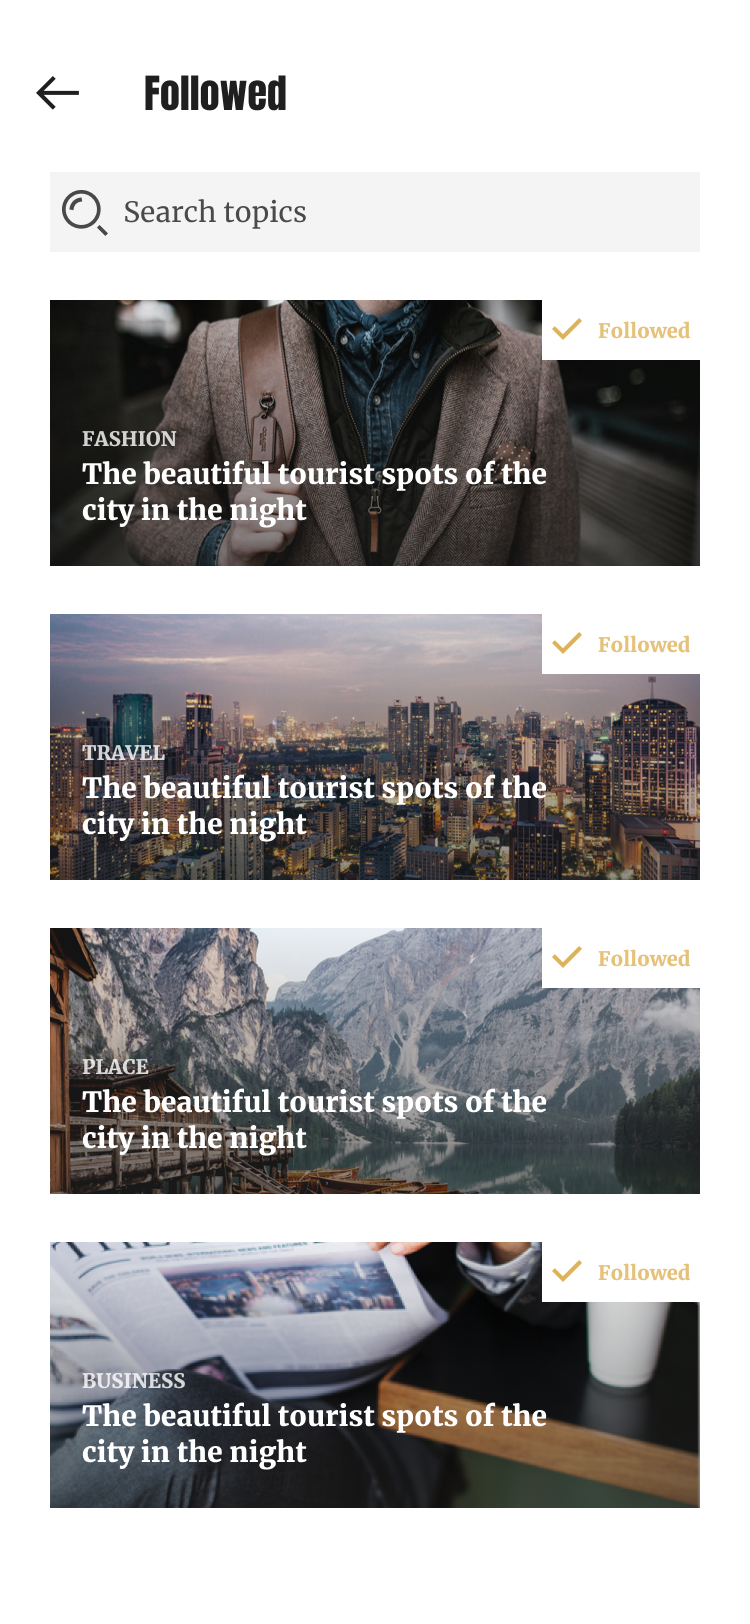 Followed
Search topics
Followed
FASHION
The beautiful tourist spots of the
city in the night
Followed
TRAVEL
The beautiful tourist spots of the
city in the night
Followed
PLACE
The beautiful tourist spots of the
city in the night
Followed
BUSINESS
The beautiful tourist spots of the
city in the night